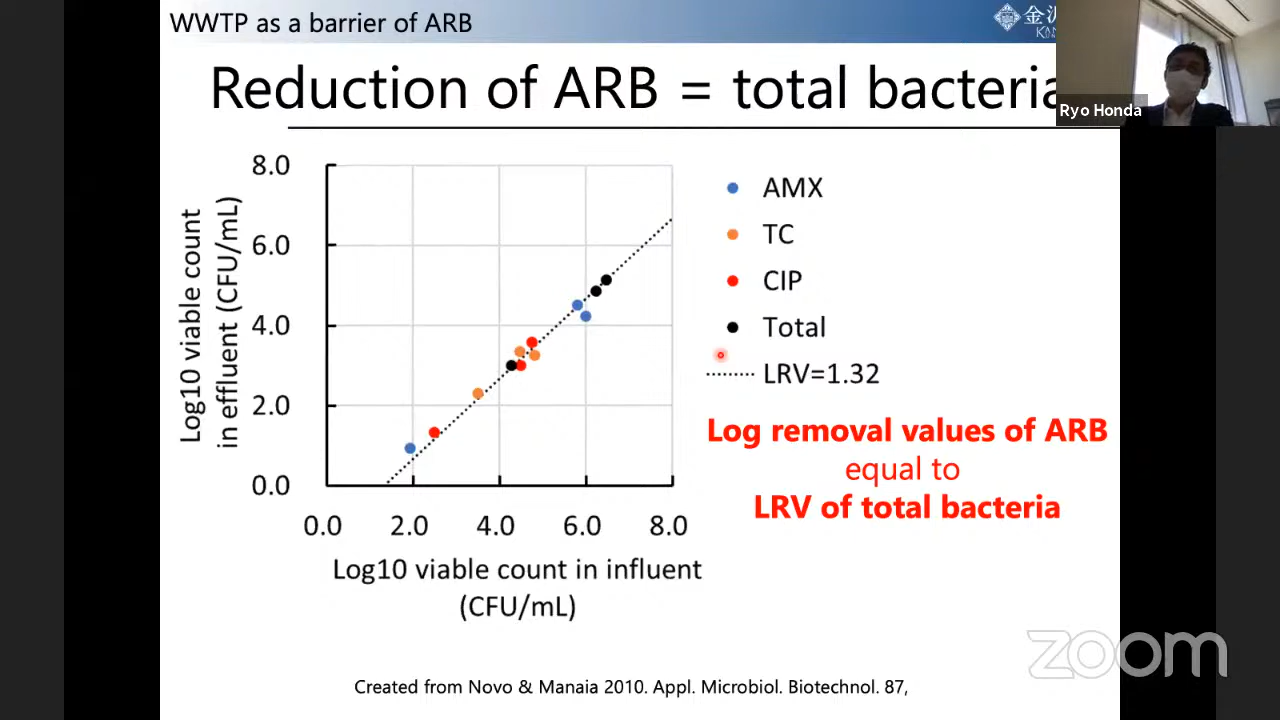 WWTP as a barrier of ARB
金沢
Ryo Honda
Reduction of ARB = total bacteria
8.0
6.0
4.0
2.0
0.0
Log10 viable count
in effluent (CFU/mL)
0.0 2.0 4.0 6.0 8.0
Log10 viable count in influent
(CFU/mL)
AMX
TC
CIP
Total
LRV=1.32
Log removal values of ARB
equal to
LRV of total bacteria
zoom
Created from Novo & Manaia 2010. Appl. Microbiol. Biotechnol. 87,